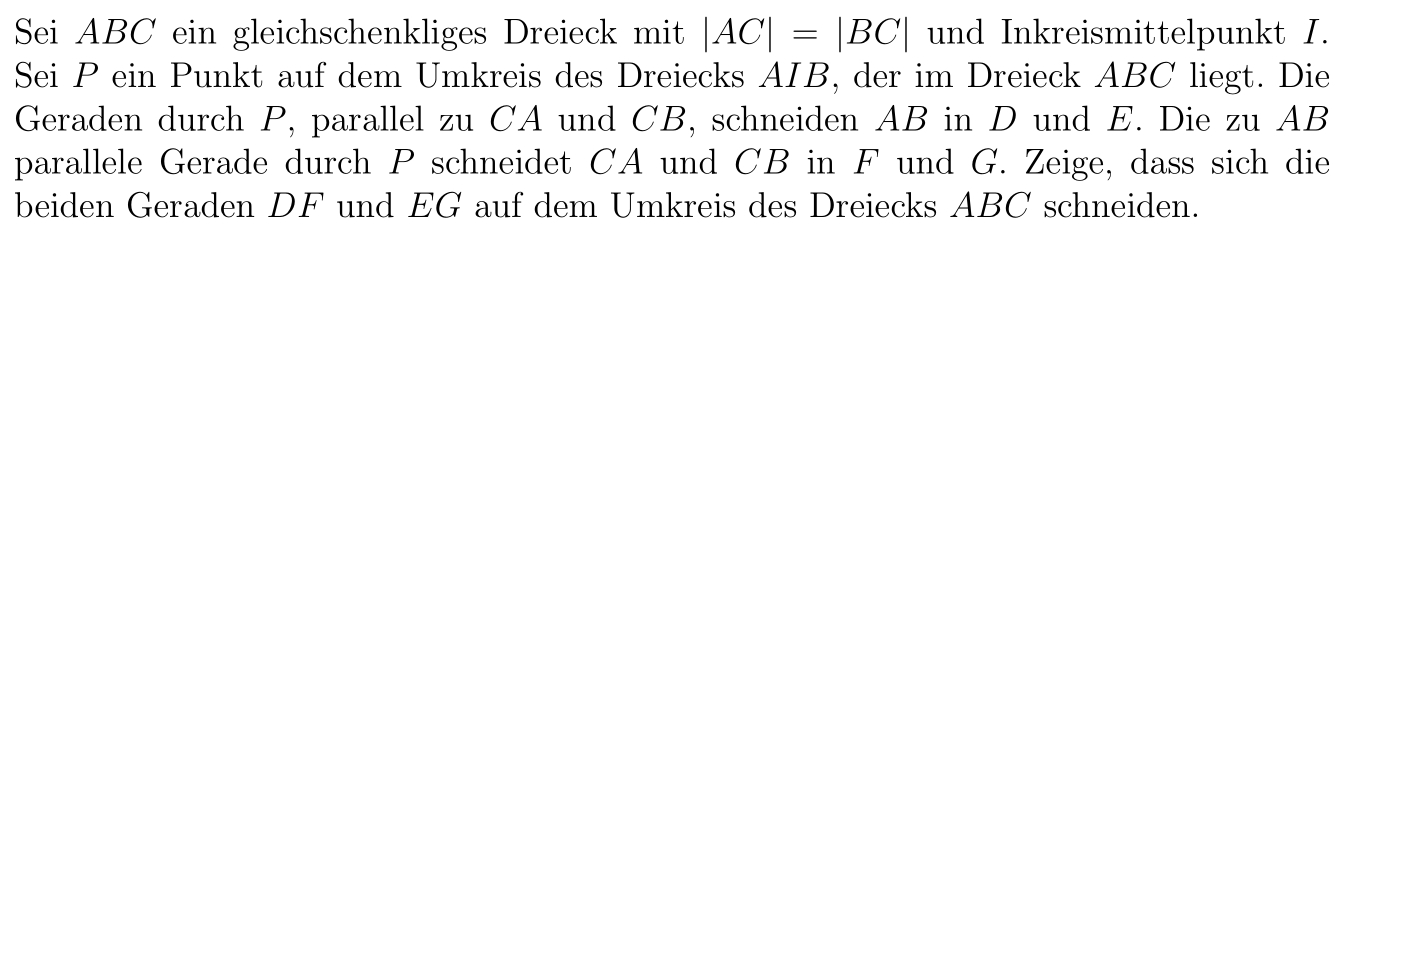 Sei ABC ein gleichschenkliges Dreieck mit |AC| = |BC| und Inkreismittelpunkt I.
Sei P ein Punkt auf dem Umkreis des Dreiecks AIB, der im Dreieck ABC liegt. Die
Geraden durch P, parallel zu CA und CB, schneiden AB in D und E. Die zu AB
parallele Gerade durch P schneidet CA und CB in F und G. Zeige, dass sich die
beiden Geraden DF und EG auf dem Umkreis des Dreiecks ABC schneiden.